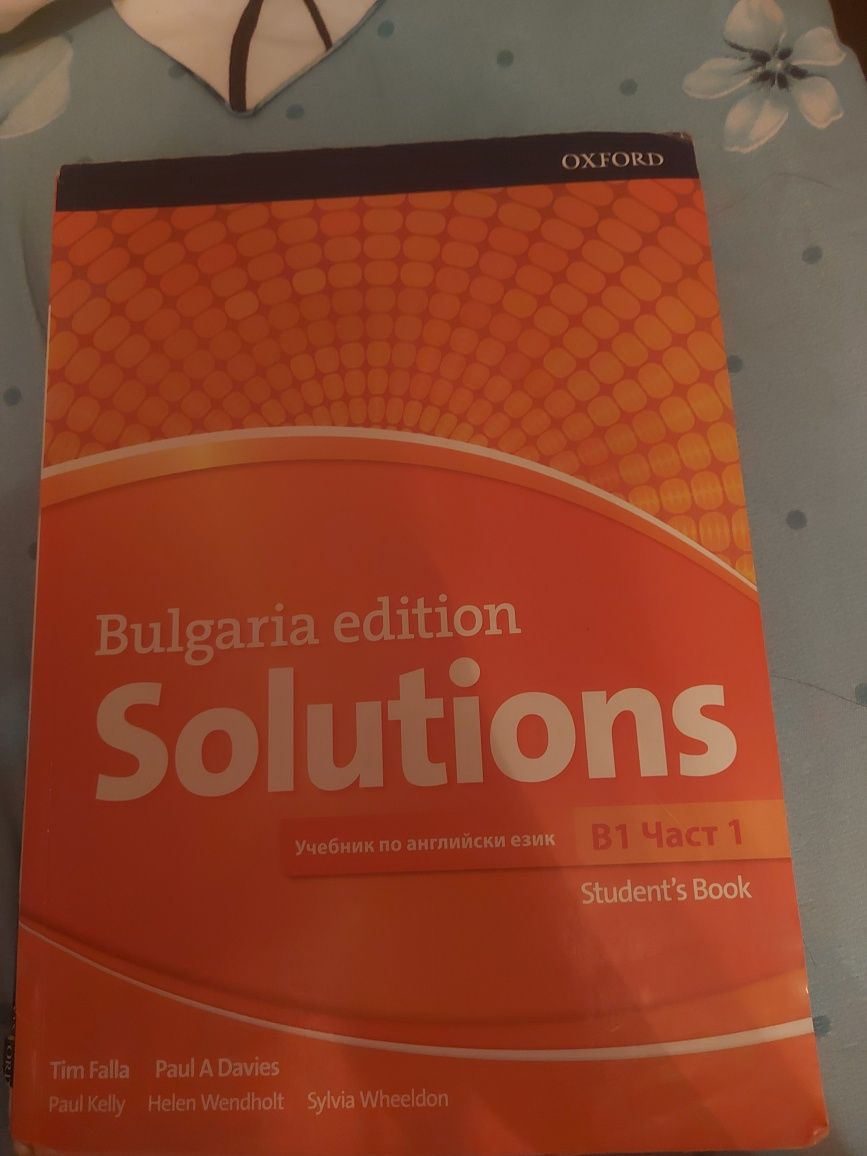 OXFORD
Bulgaria edition
Solutions
Учебник по английски език B1 Част 1
Student's Book
Tim Falla Paul A Davies
Paul Kelly Helen Wendholt Sylvia Wheeldon